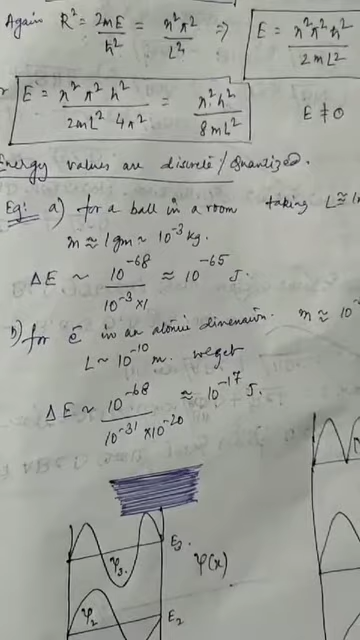 Again R² = 2mE/ħ² = n²π²/L² ⇒ E = n²π²ħ²/2mL²
E = n²π²h²/2mL² 4π² = n²h²/8mL² E ≠ 0
Energy values are discrete/Quantized.
Eg: a) for a ball in a room taking L ≅ 1m
m ≈ 1gm ~ 10⁻³ kg.
ΔE ~ 10⁻⁶⁸/10⁻³×1 ≈ 10⁻⁶⁵ J.
b) for e⁻ in an atomic dimension. m ≈ 10⁻
L ~ 10⁻¹⁰ m. we get
ΔE ~ 10⁻⁶⁸/10⁻³¹×10⁻²⁰ ≈ 10⁻¹⁷ J.
E₃.
ψ₃. ψ(x)
ψ₂ E₂